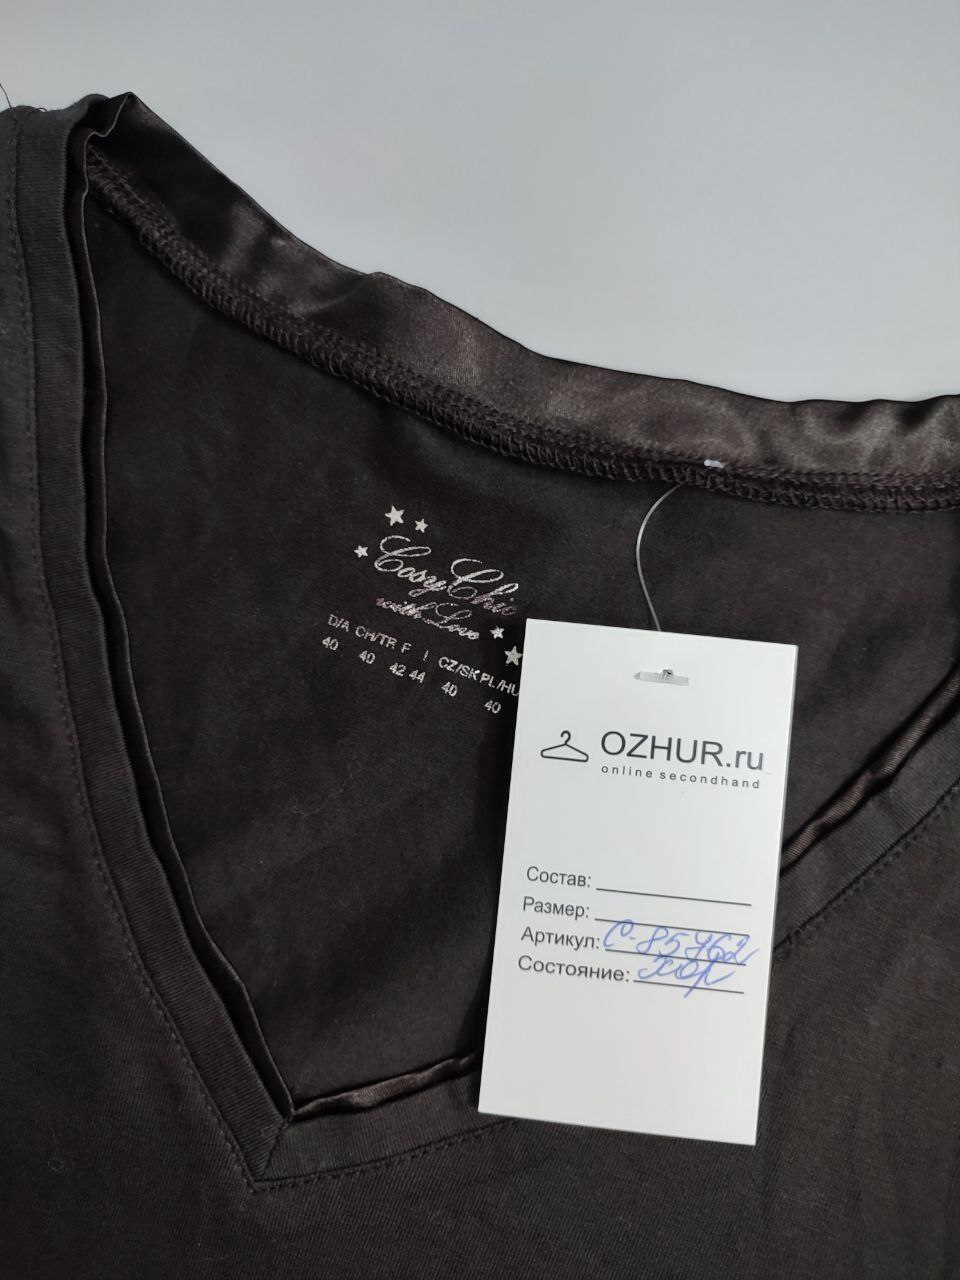 Cosy Chic
with Love
D/A CH/TR F I CZ/SK PL/HU
40 40 42 44 40 40
OZHUR.ru
online secondhand
Состав:
Размер:
Артикул: С-85962
Состояние: хор